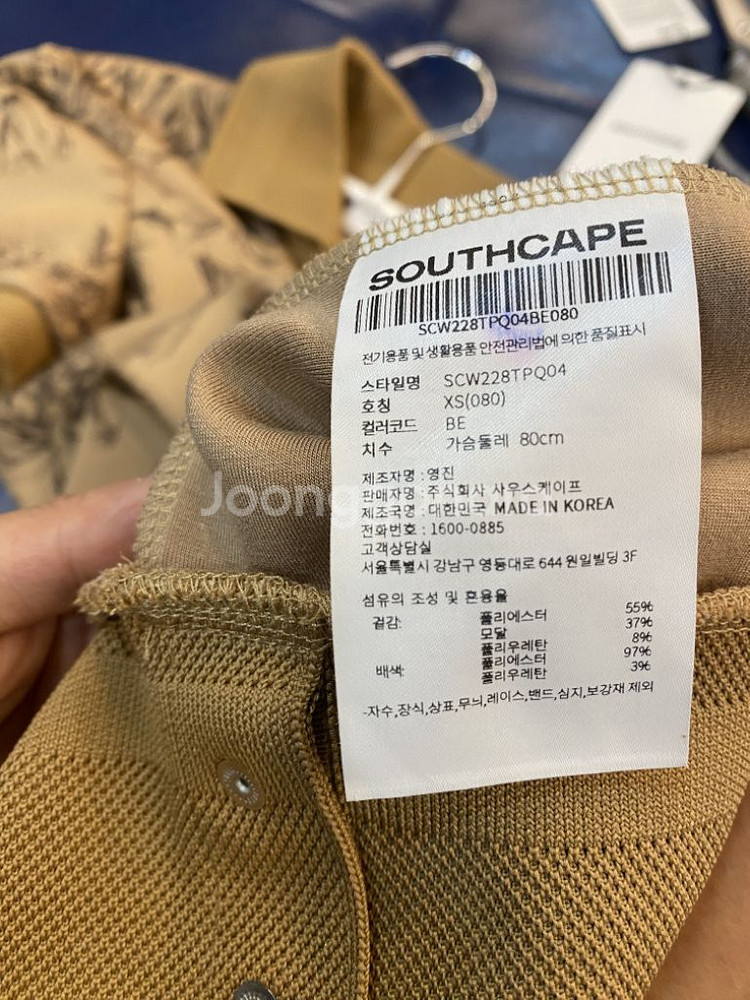 SOUTHCAPE
SCW228TPQ04BE080
전기용품 및 생활용품 안전관리법에 의한 품질표시
스타일명 SCW228TPQ04
호칭 XS(080)
컬러코드 BE
치수 가슴둘레 80cm
제조자명 : 영진
판매자명 : 주식회사 사우스케이프
제조국명 : 대한민국 MADE IN KOREA
전화번호 : 1600-0885
고객상담실
서울특별시 강남구 영동대로 644 원일빌딩 3F
섬유의 조성 및 혼용율
겉감: 폴리에스터 55%
모달 37%
폴리우레탄 8%
배색: 폴리에스터 97%
폴리우레탄 3%
-자수,장식,상표,무늬,레이스,밴드,심지,보강재 제외
Joong